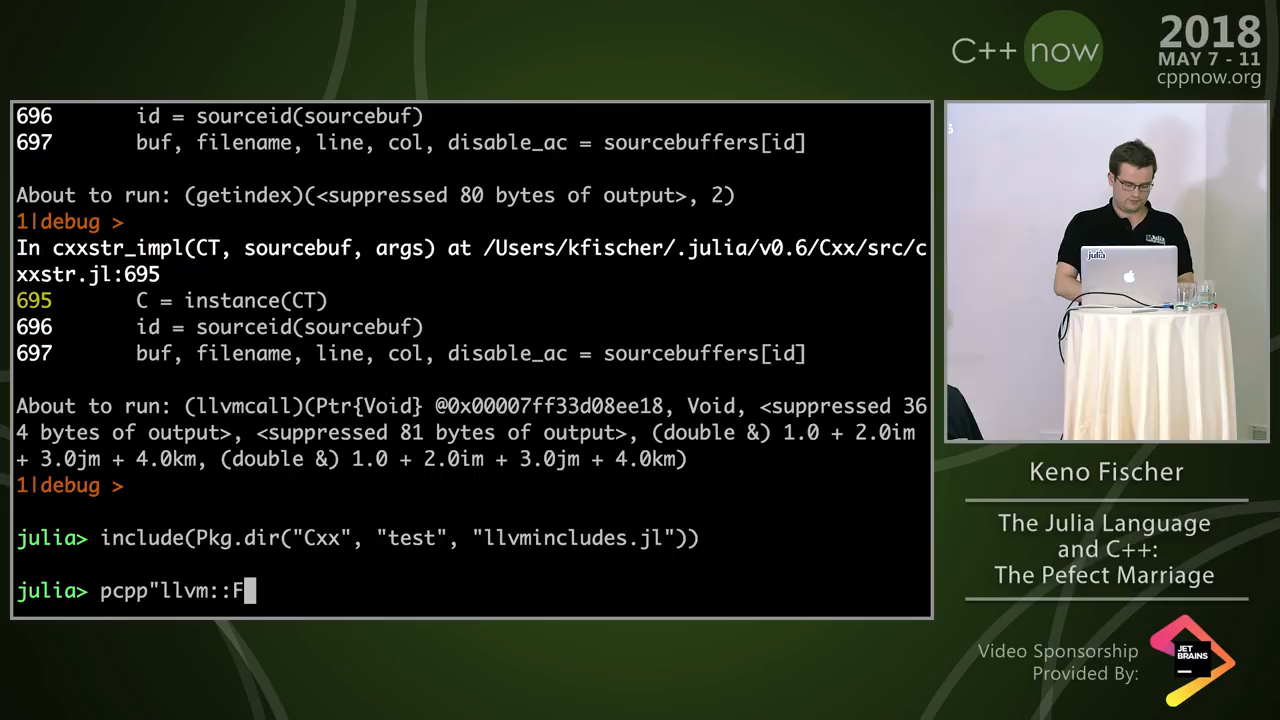 C++ now
2018
MAY 7 - 11
cppnow.org
696       id = sourceid(sourcebuf)
697       buf, filename, line, col, disable_ac = sourcebuffers[id]
About to run: (getindex)(<suppressed 80 bytes of output>, 2)
1|debug >
In cxxstr_impl(CT, sourcebuf, args) at /Users/kfischer/.julia/v0.6/Cxx/src/c
xxstr.jl:695
695       C = instance(CT)
696       id = sourceid(sourcebuf)
697       buf, filename, line, col, disable_ac = sourcebuffers[id]
About to run: (llvmcall)(Ptr{Void} @0x00007ff33d08ee18, Void, <suppressed 36
4 bytes of output>, <suppressed 81 bytes of output>, (double &) 1.0 + 2.0im
+ 3.0jm + 4.0km, (double &) 1.0 + 2.0im + 3.0jm + 4.0km)
1|debug >
julia> include(Pkg.dir("Cxx", "test", "llvmincludes.jl"))
julia> pcpp"llvm::F
julia
Keno Fischer
The Julia Language
and C++:
The Pefect Marriage
Video Sponsorship
Provided By:
JET
BRAINS